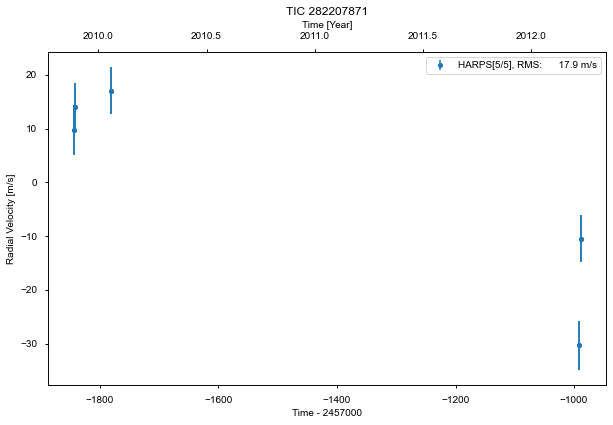 TIC 282207871
Time [Year]
2010.0 2010.5 2011.0 2011.5 2012.0
HARPS[5/5], RMS: 17.9 m/s
20
10
0
−10
−20
−30
Radial Velocity [m/s]
−1800 −1600 −1400 −1200 −1000
Time - 2457000